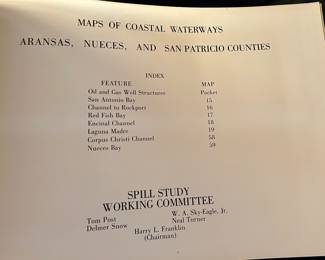 MAPS OF COASTAL WATERWAYS
ARANSAS, NUECES, AND SAN PATRICIO COUNTIES
INDEX
FEATURE MAP
Oil and Gas Well Structures Pocket
San Antonio Bay 15
Channel to Rockport 16
Red Fish Bay 17
Encinal Channel 18
Laguna Madre 19
Corpus Christi Channel 58
Nueces Bay 59
SPILL STUDY
WORKING COMMITTEE
Tom Post W. A. Sky-Eagle, Jr.
Delmer Snow Neal Turner
Harry L. Franklin
(Chairman)